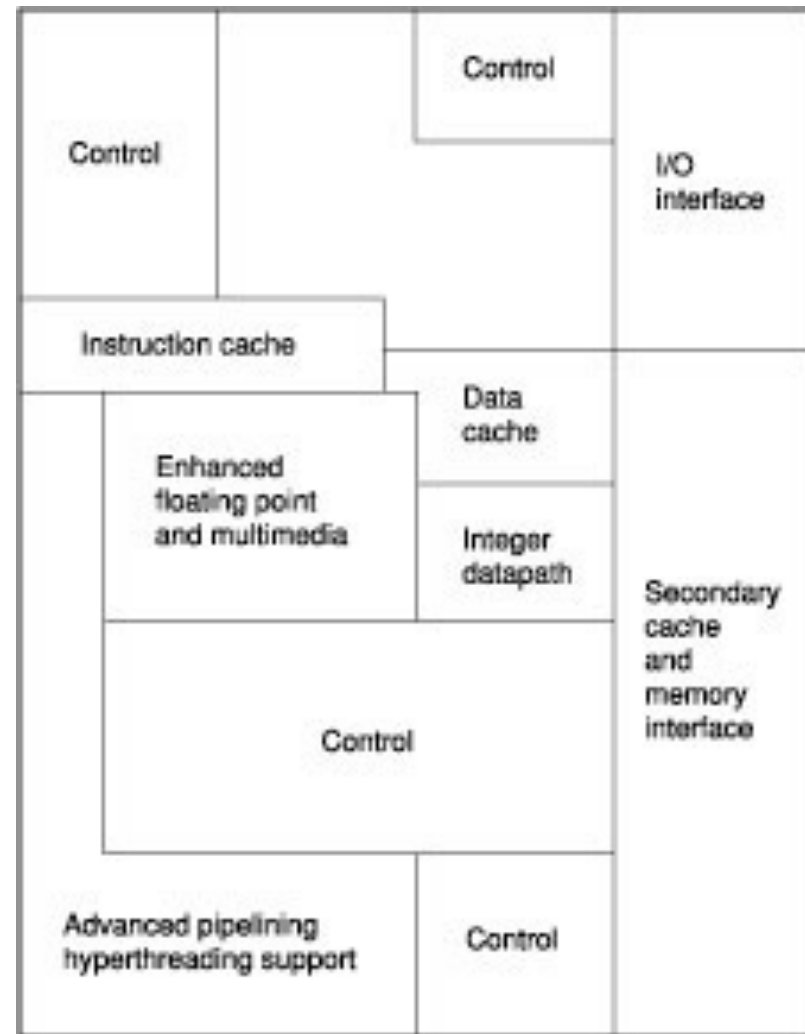 Control
Control
I/O
interface
Instruction cache
Data
cache
Enhanced
floating point
and multimedia
Integer
datapath
Secondary
cache
and
memory
interface
Control
Advanced pipelining
hyperthreading support
Control